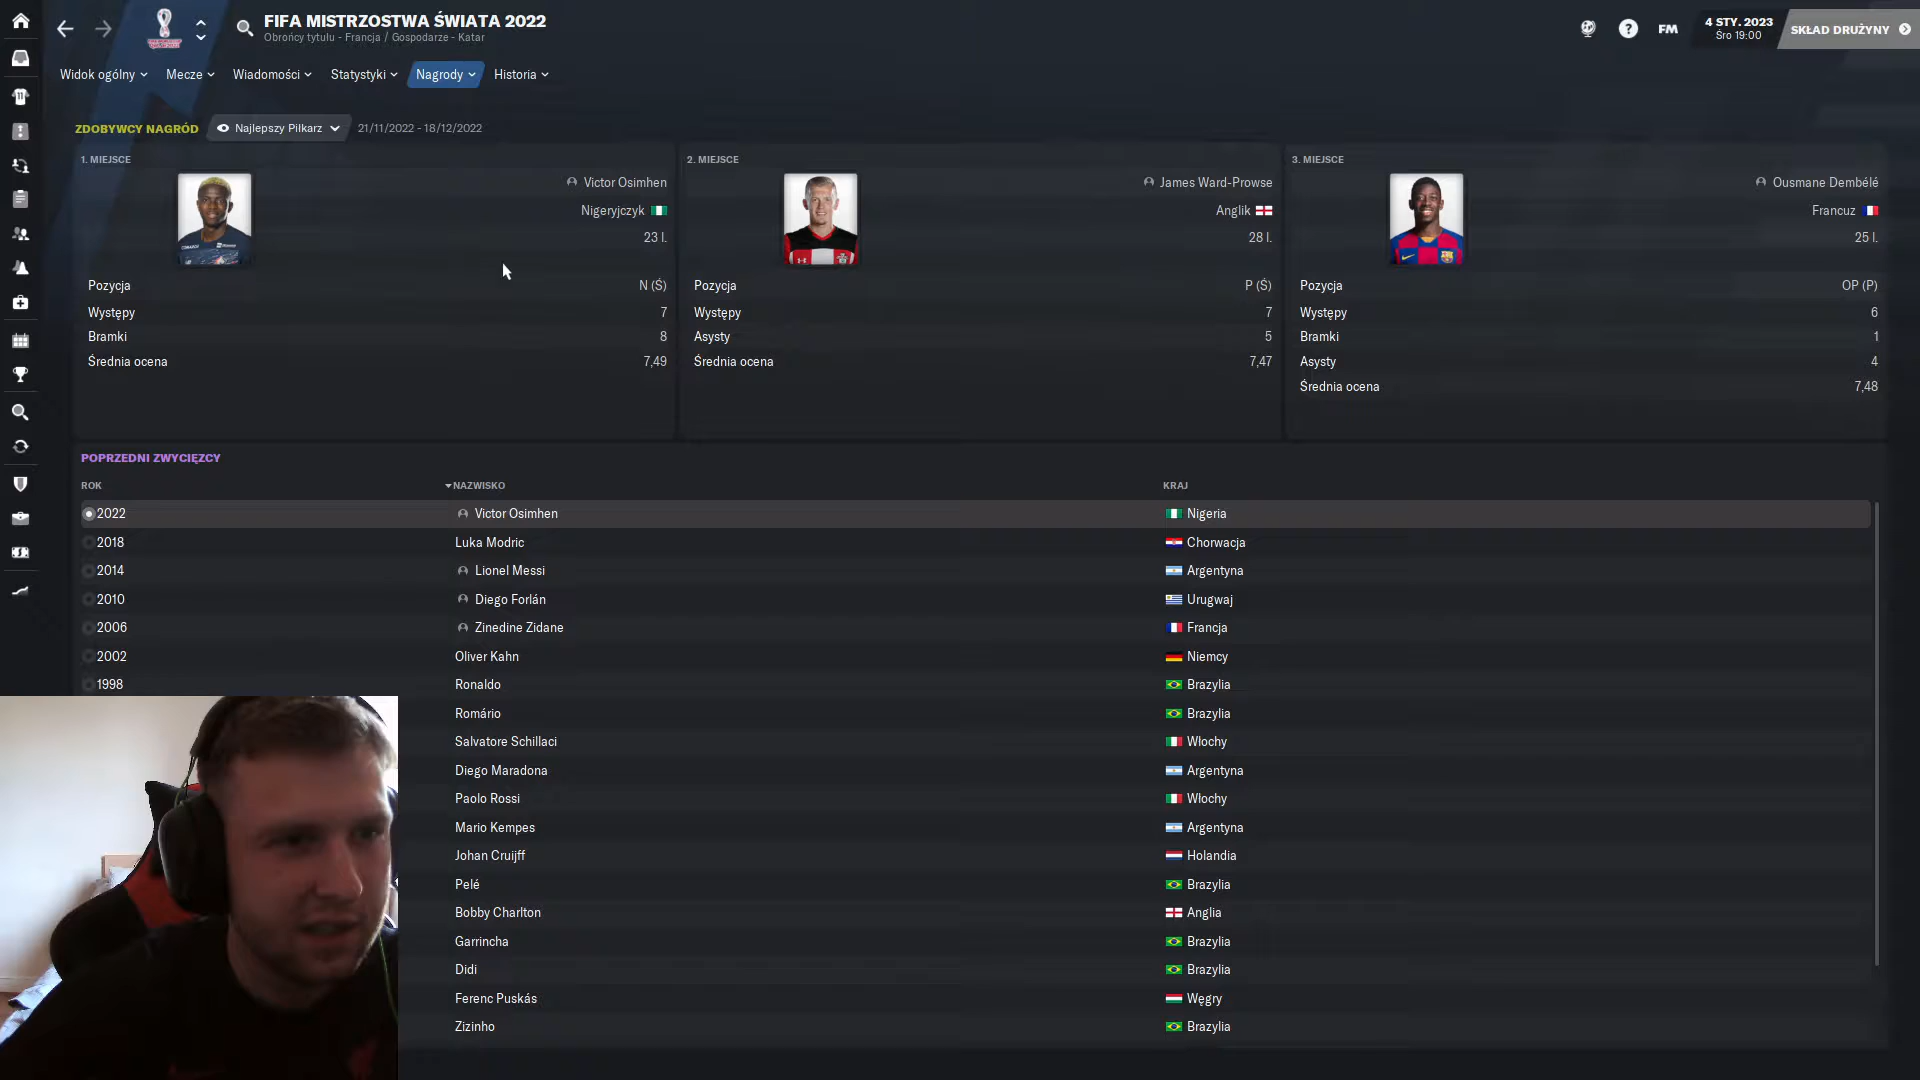 FIFA MISTRZOSTWA ŚWIATA 2022
Obrońcy tytulu - Francja / Gospodarze - Katar
FM
4 STY. 2023
Śro 19:00
SKŁAD DRUŻYNY
Widok ogólny
Mecze
Wiadomości
Statystyki
Nagrody
Historia
ZDOBYWCY NAGRÓD
Najlepszy Piłkarz
21/11/2022 - 18/12/2022
1. MIEJSCE
Victor Osimhen
Nigeryjczyk
23 l.
Pozycja N (Ś)
Występy 7
Bramki 8
Średnia ocena 7,49
2. MIEJSCE
James Ward-Prowse
Anglik
28 l.
Pozycja P (Ś)
Występy 7
Asysty 5
Średnia ocena 7,47
3. MIEJSCE
Ousmane Dembélé
Francuz
25 l.
Pozycja OP (P)
Występy 6
Bramki 1
Asysty 4
Średnia ocena 7,48
POPRZEDNI ZWYCIĘZCY
ROK NAZWISKO KRAJ
2022 Victor Osimhen Nigeria
2018 Luka Modric Chorwacja
2014 Lionel Messi Argentyna
2010 Diego Forlán Urugwaj
2006 Zinedine Zidane Francja
2002 Oliver Kahn Niemcy
1998 Ronaldo Brazylia
Romário Brazylia
Salvatore Schillaci Włochy
Diego Maradona Argentyna
Paolo Rossi Włochy
Mario Kempes Argentyna
Johan Cruijff Holandia
Pelé Brazylia
Bobby Charlton Anglia
Garrincha Brazylia
Didi Brazylia
Ferenc Puskás Węgry
Zizinho Brazylia